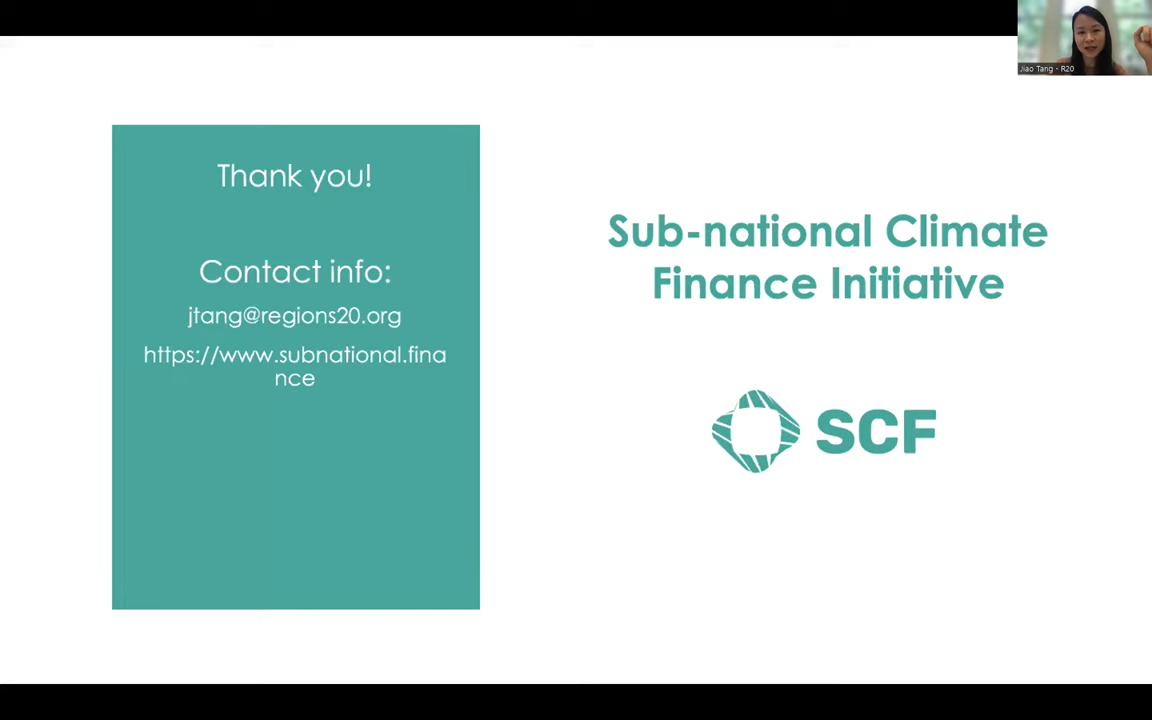 Jiao Tang - R20
Thank you!
Contact info:
jtang@regions20.org
https://www.subnational.fina
nce
Sub-national Climate
Finance Initiative
SCF